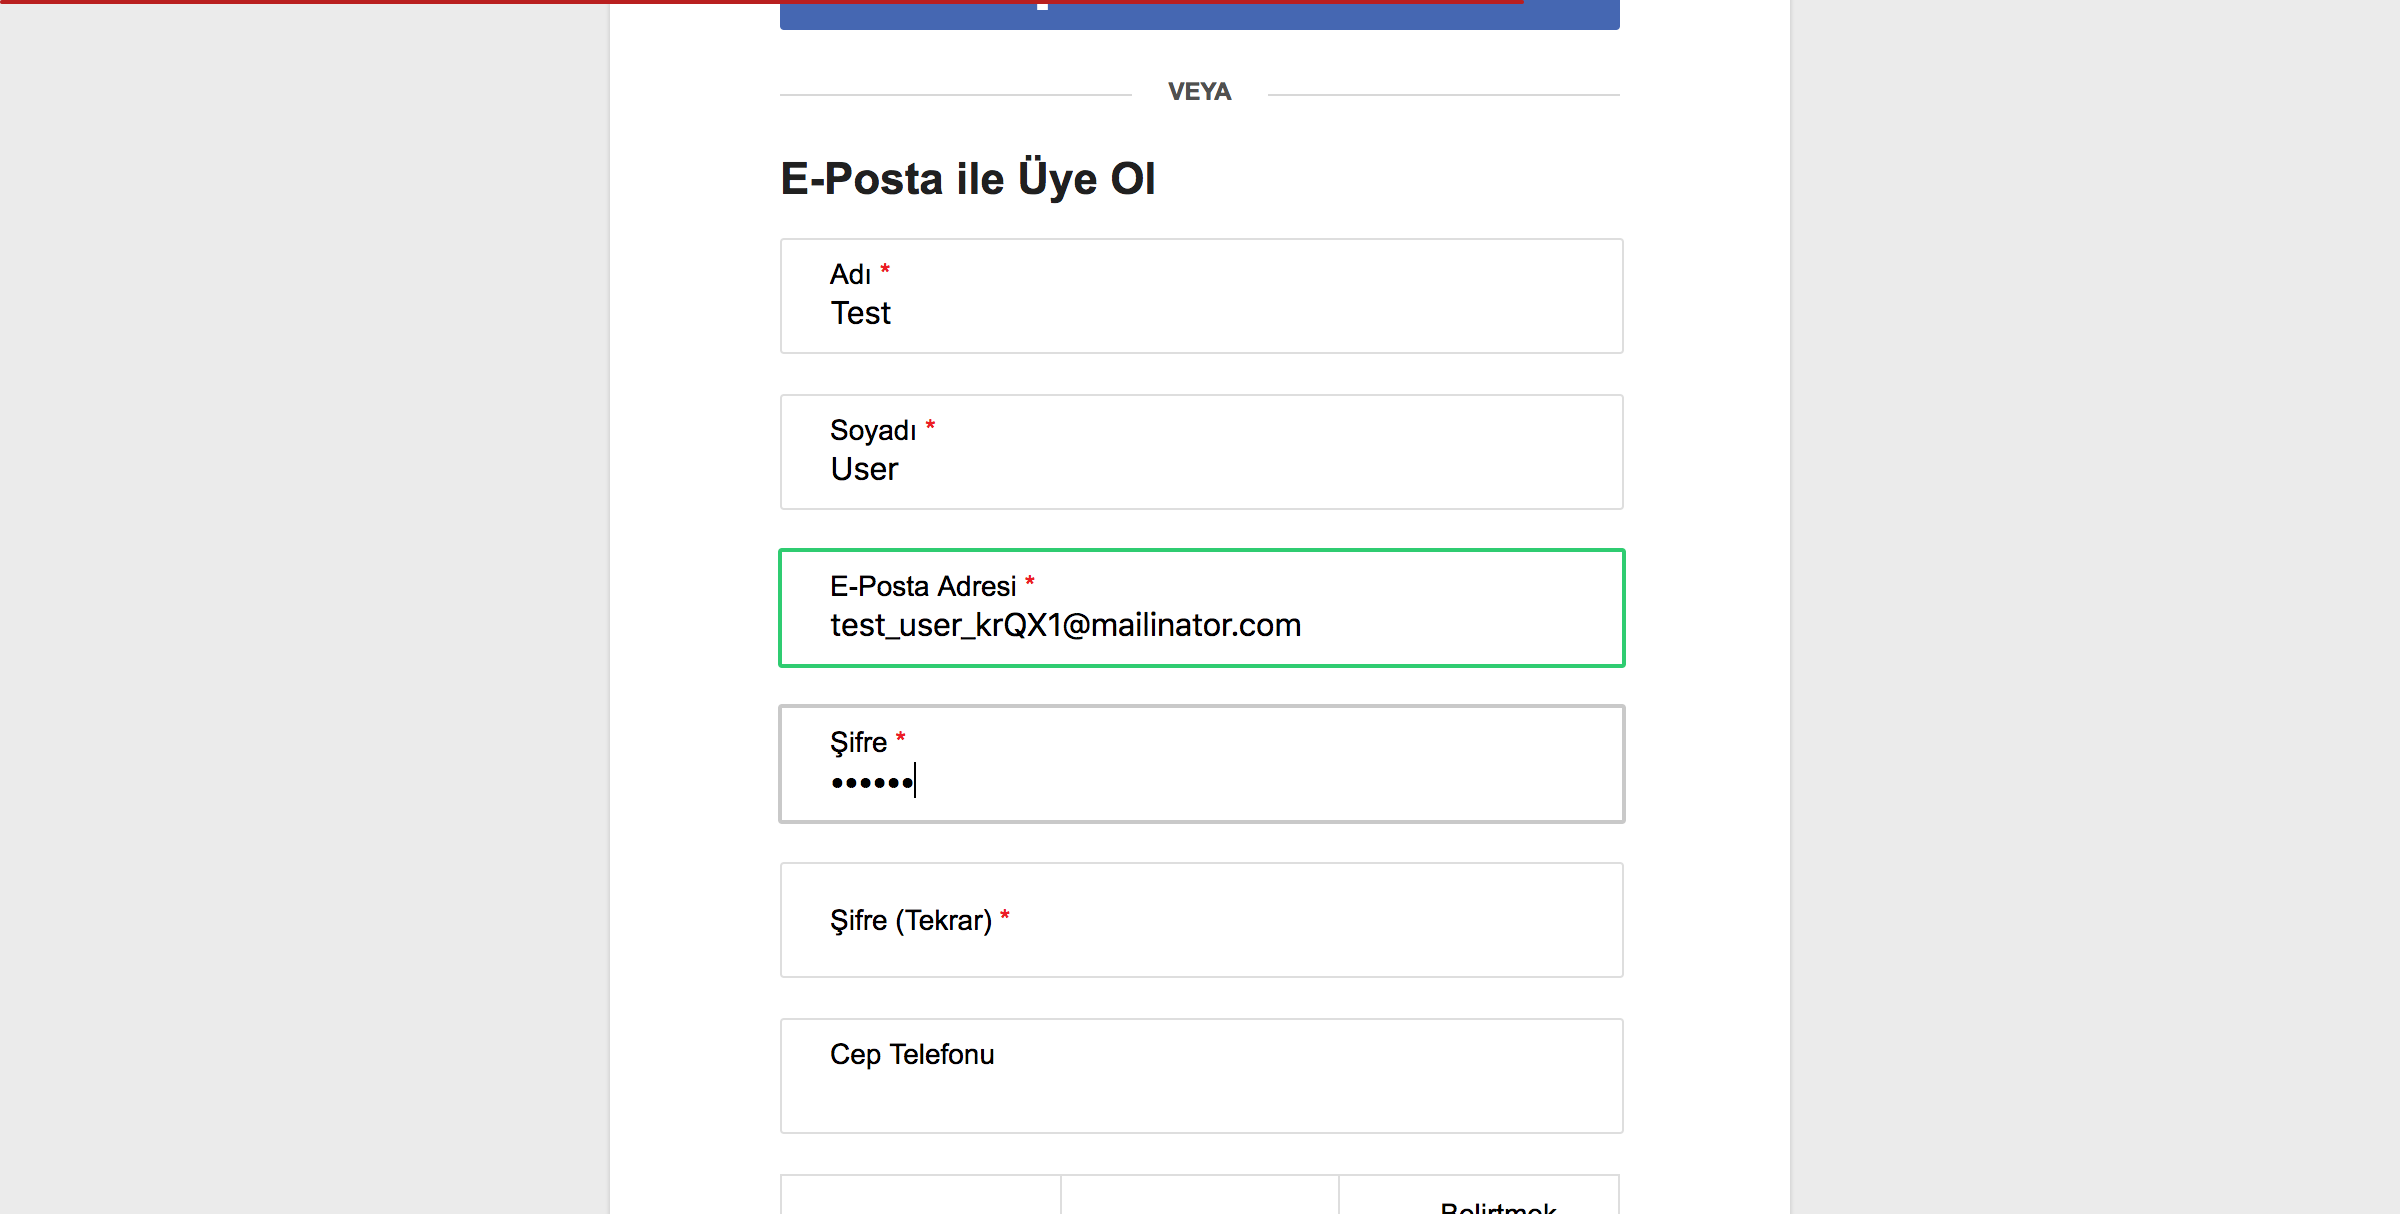 VEYA
E-Posta ile Üye Ol
Adı *
Test
Soyadı *
User
E-Posta Adresi *
test_user_krQX1@mailinator.com
Şifre *
••••••
Şifre (Tekrar) *
Cep Telefonu
Belirtmek